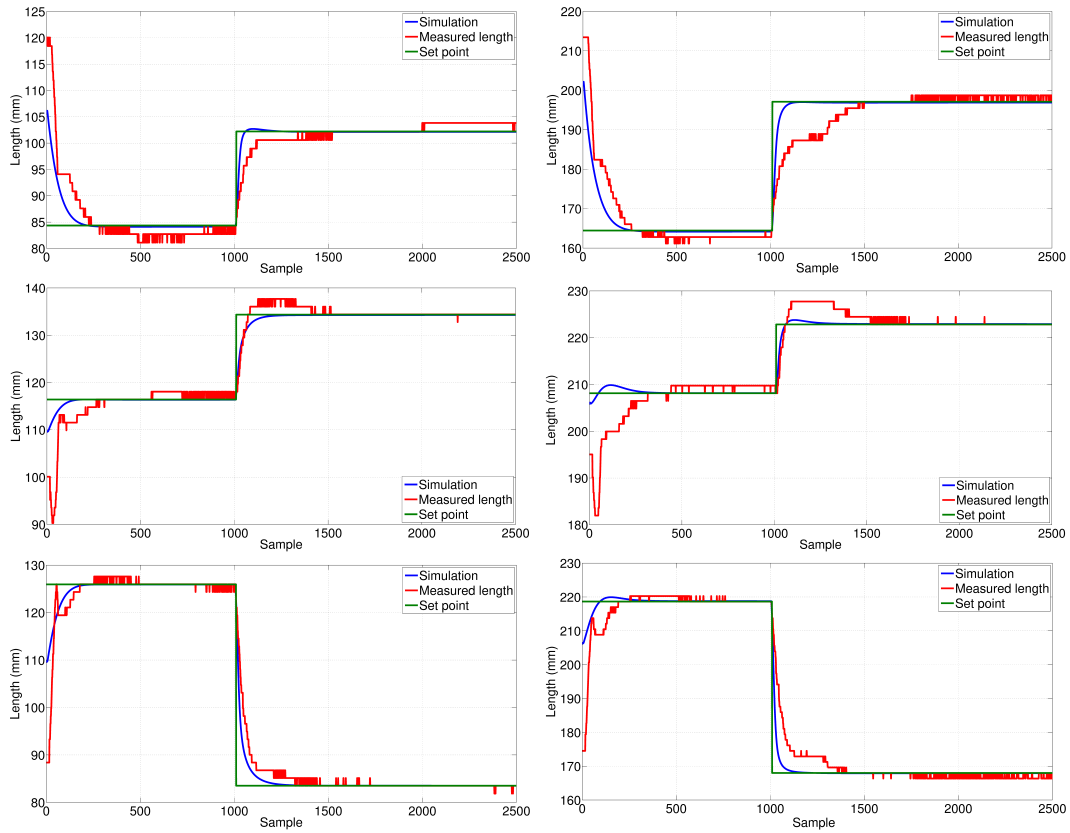 125
120
115
110
105
100
95
90
85
80
Length (mm)
0
500
1000
1500
2000
2500
Sample
Simulation
Measured length
Set point
220
210
200
190
180
170
160
Length (mm)
0
500
1000
1500
2000
2500
Sample
Simulation
Measured length
Set point
140
130
120
110
100
90
Length (mm)
0
500
1000
1500
2000
2500
Sample
Simulation
Measured length
Set point
230
220
210
200
190
180
Length (mm)
0
500
1000
1500
2000
2500
Sample
Simulation
Measured length
Set point
130
120
110
100
90
80
Length (mm)
0
500
1000
1500
2000
2500
Sample
Simulation
Measured length
Set point
230
220
210
200
190
180
170
160
Length (mm)
0
500
1000
1500
2000
2500
Sample
Simulation
Measured length
Set point